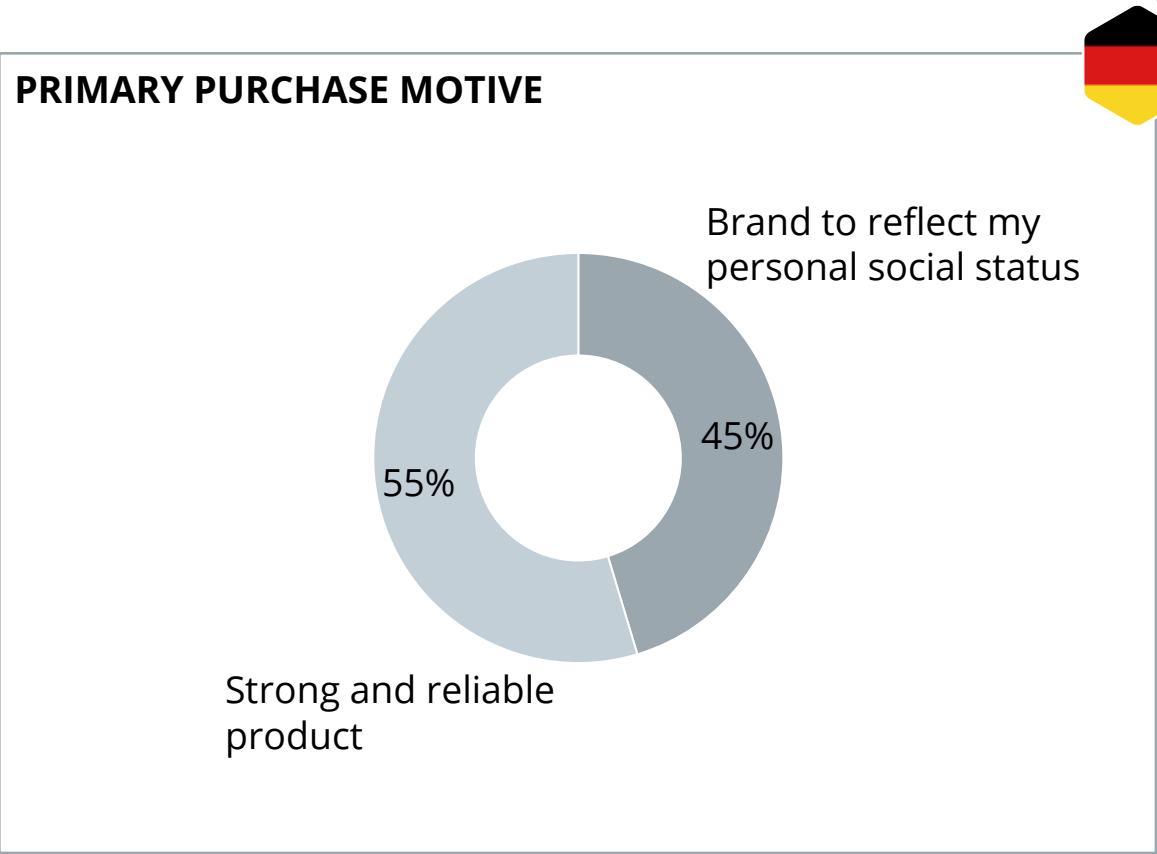 PRIMARY PURCHASE MOTIVE
Brand to reflect my
personal social status
45%
55%
Strong and reliable
product